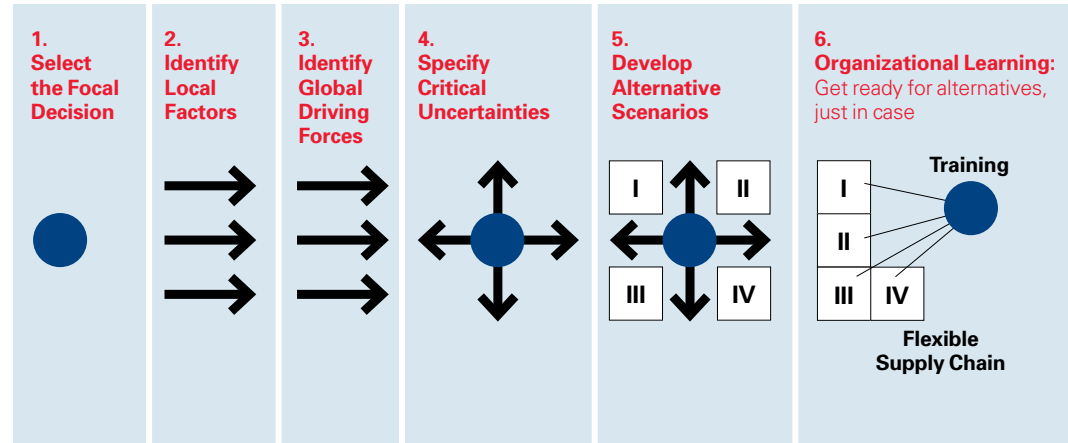 1.
Select
the Focal
Decision
2.
Identify
Local
Factors
3.
Identify
Global
Driving
Forces
4.
Specify
Critical
Uncertainties
5.
Develop
Alternative
Scenarios
I
II
III
IV
6.
Organizational Learning:
Get ready for alternatives,
just in case
Training
I
II
III
IV
Flexible
Supply Chain